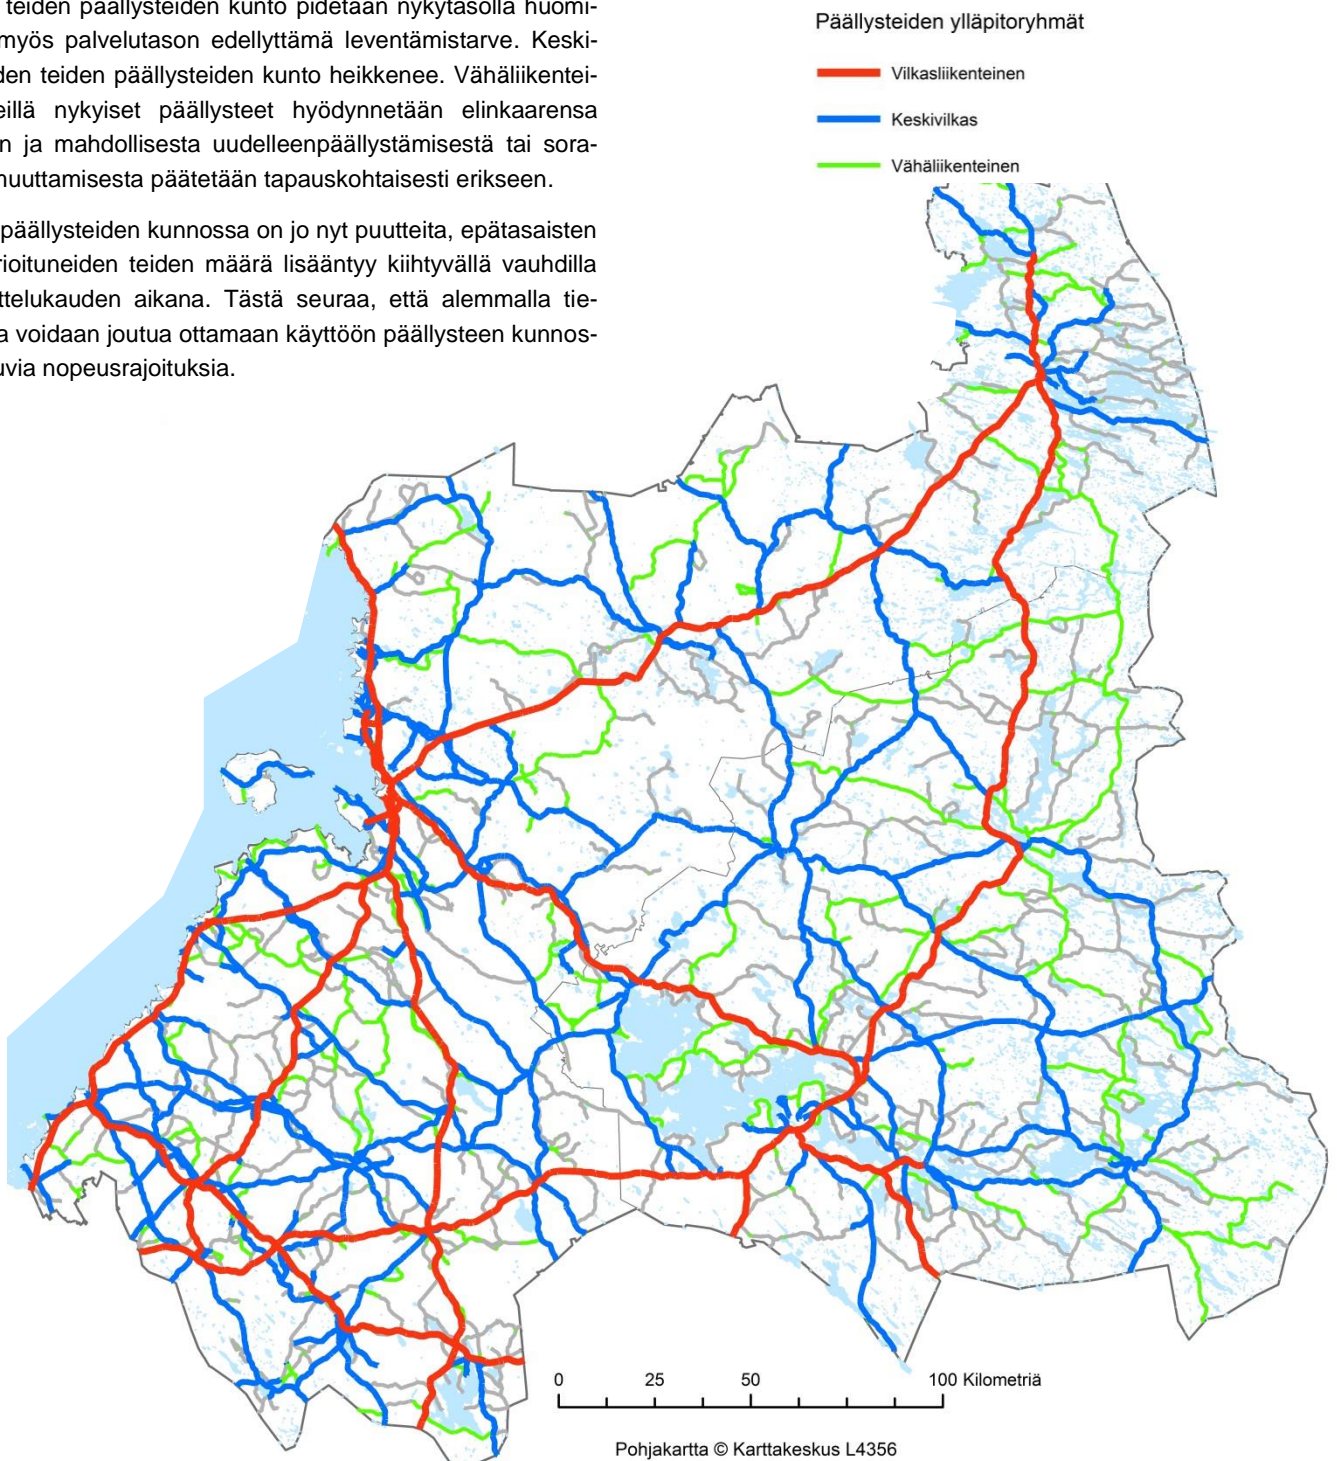 teiden päällysteiden kunto pidetään nykytasolla huomi-
myös palvelutason edellyttämä leventämistarve. Keski-
den teiden päällysteiden kunto heikkenee. Vähäliikentei-
eillä nykyiset päällysteet hyödynnetään elinkaarensa
n ja mahdollisesta uudelleenpäällystämisestä tai sora-
muuttamisesta päätetään tapauskohtaisesti erikseen.
päällysteiden kunnossa on jo nyt puutteita, epätasaisten
rioituneiden teiden määrä lisääntyy kiihtyvällä vauhdilla
ttelukauden aikana. Tästä seuraa, että alemmalla tie-
a voidaan joutua ottamaan käyttöön päällysteen kunnos-
uvia nopeusrajoituksia.
Päällysteiden ylläpitoryhmät
Vilkasliikenteinen
Keskivilkas
Vähäliikenteinen
0 25 50 100 Kilometriä
Pohjakartta © Karttakeskus L4356